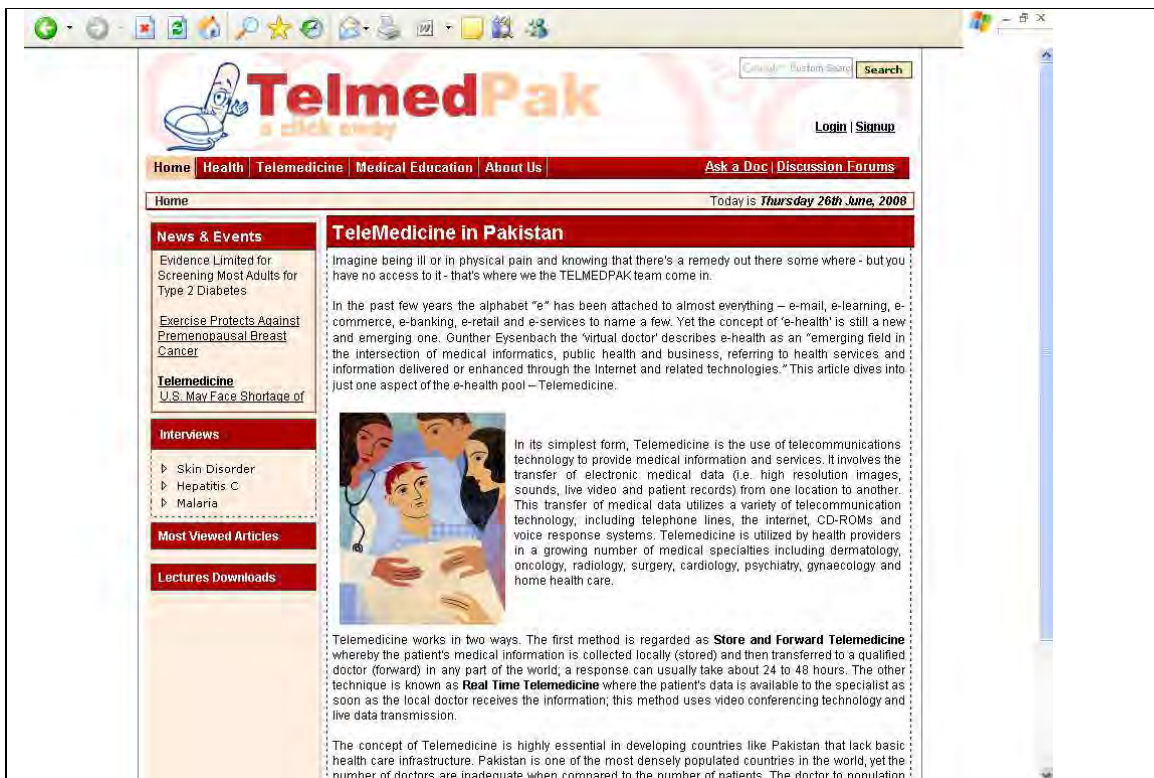 TelmedPak
a click away
Search
Login | Signup
Home | Health | Telemedicine | Medical Education | About Us |
Ask a Doc | Discussion Forums
Home
Today is Thursday 26th June, 2008
News & Events
Evidence Limited for
Screening Most Adults for
Type 2 Diabetes
Exercise Protects Against
Premenopausal Breast
Cancer
Telemedicine
U.S. May Face Shortage of
Interviews
Skin Disorder
Hepatitis C
Malaria
Most Viewed Articles
Lectures Downloads
TeleMedicine in Pakistan
Imagine being ill or in physical pain and knowing that there's a remedy out there some where - but you
have no access to it - that's where we the TELMEDPAK team come in.
In the past few years the alphabet "e" has been attached to almost everything – e-mail, e-learning, e-
commerce, e-banking, e-retail and e-services to name a few. Yet the concept of 'e-health' is still a new
and emerging one. Gunther Eysenbach the 'virtual doctor' describes e-health as an "emerging field in
the intersection of medical informatics, public health and business, referring to health services and
information delivered or enhanced through the Internet and related technologies." This article dives into
just one aspect of the e-health pool – Telemedicine.
In its simplest form, Telemedicine is the use of telecommunications
technology to provide medical information and services. It involves the
transfer of electronic medical data (i.e. high resolution images,
sounds, live video and patient records) from one location to another.
This transfer of medical data utilizes a variety of telecommunication
technology, including telephone lines, the internet, CD-ROMs and
voice response systems. Telemedicine is utilized by health providers
in a growing number of medical specialties including dermatology,
oncology, radiology, surgery, cardiology, psychiatry, gynaecology and
home health care.
Telemedicine works in two ways. The first method is regarded as Store and Forward Telemedicine
whereby the patient's medical information is collected locally (stored) and then transferred to a qualified
doctor (forward) in any part of the world; a response can usually take about 24 to 48 hours. The other
technique is known as Real Time Telemedicine where the patient's data is available to the specialist as
soon as the local doctor receives the information; this method uses video conferencing technology and
live data transmission.
The concept of Telemedicine is highly essential in developing countries like Pakistan that lack basic
health care infrastructure. Pakistan is one of the most densely populated countries in the world, yet the
number of doctors are inadequate when compared to the number of patients. The doctor to population